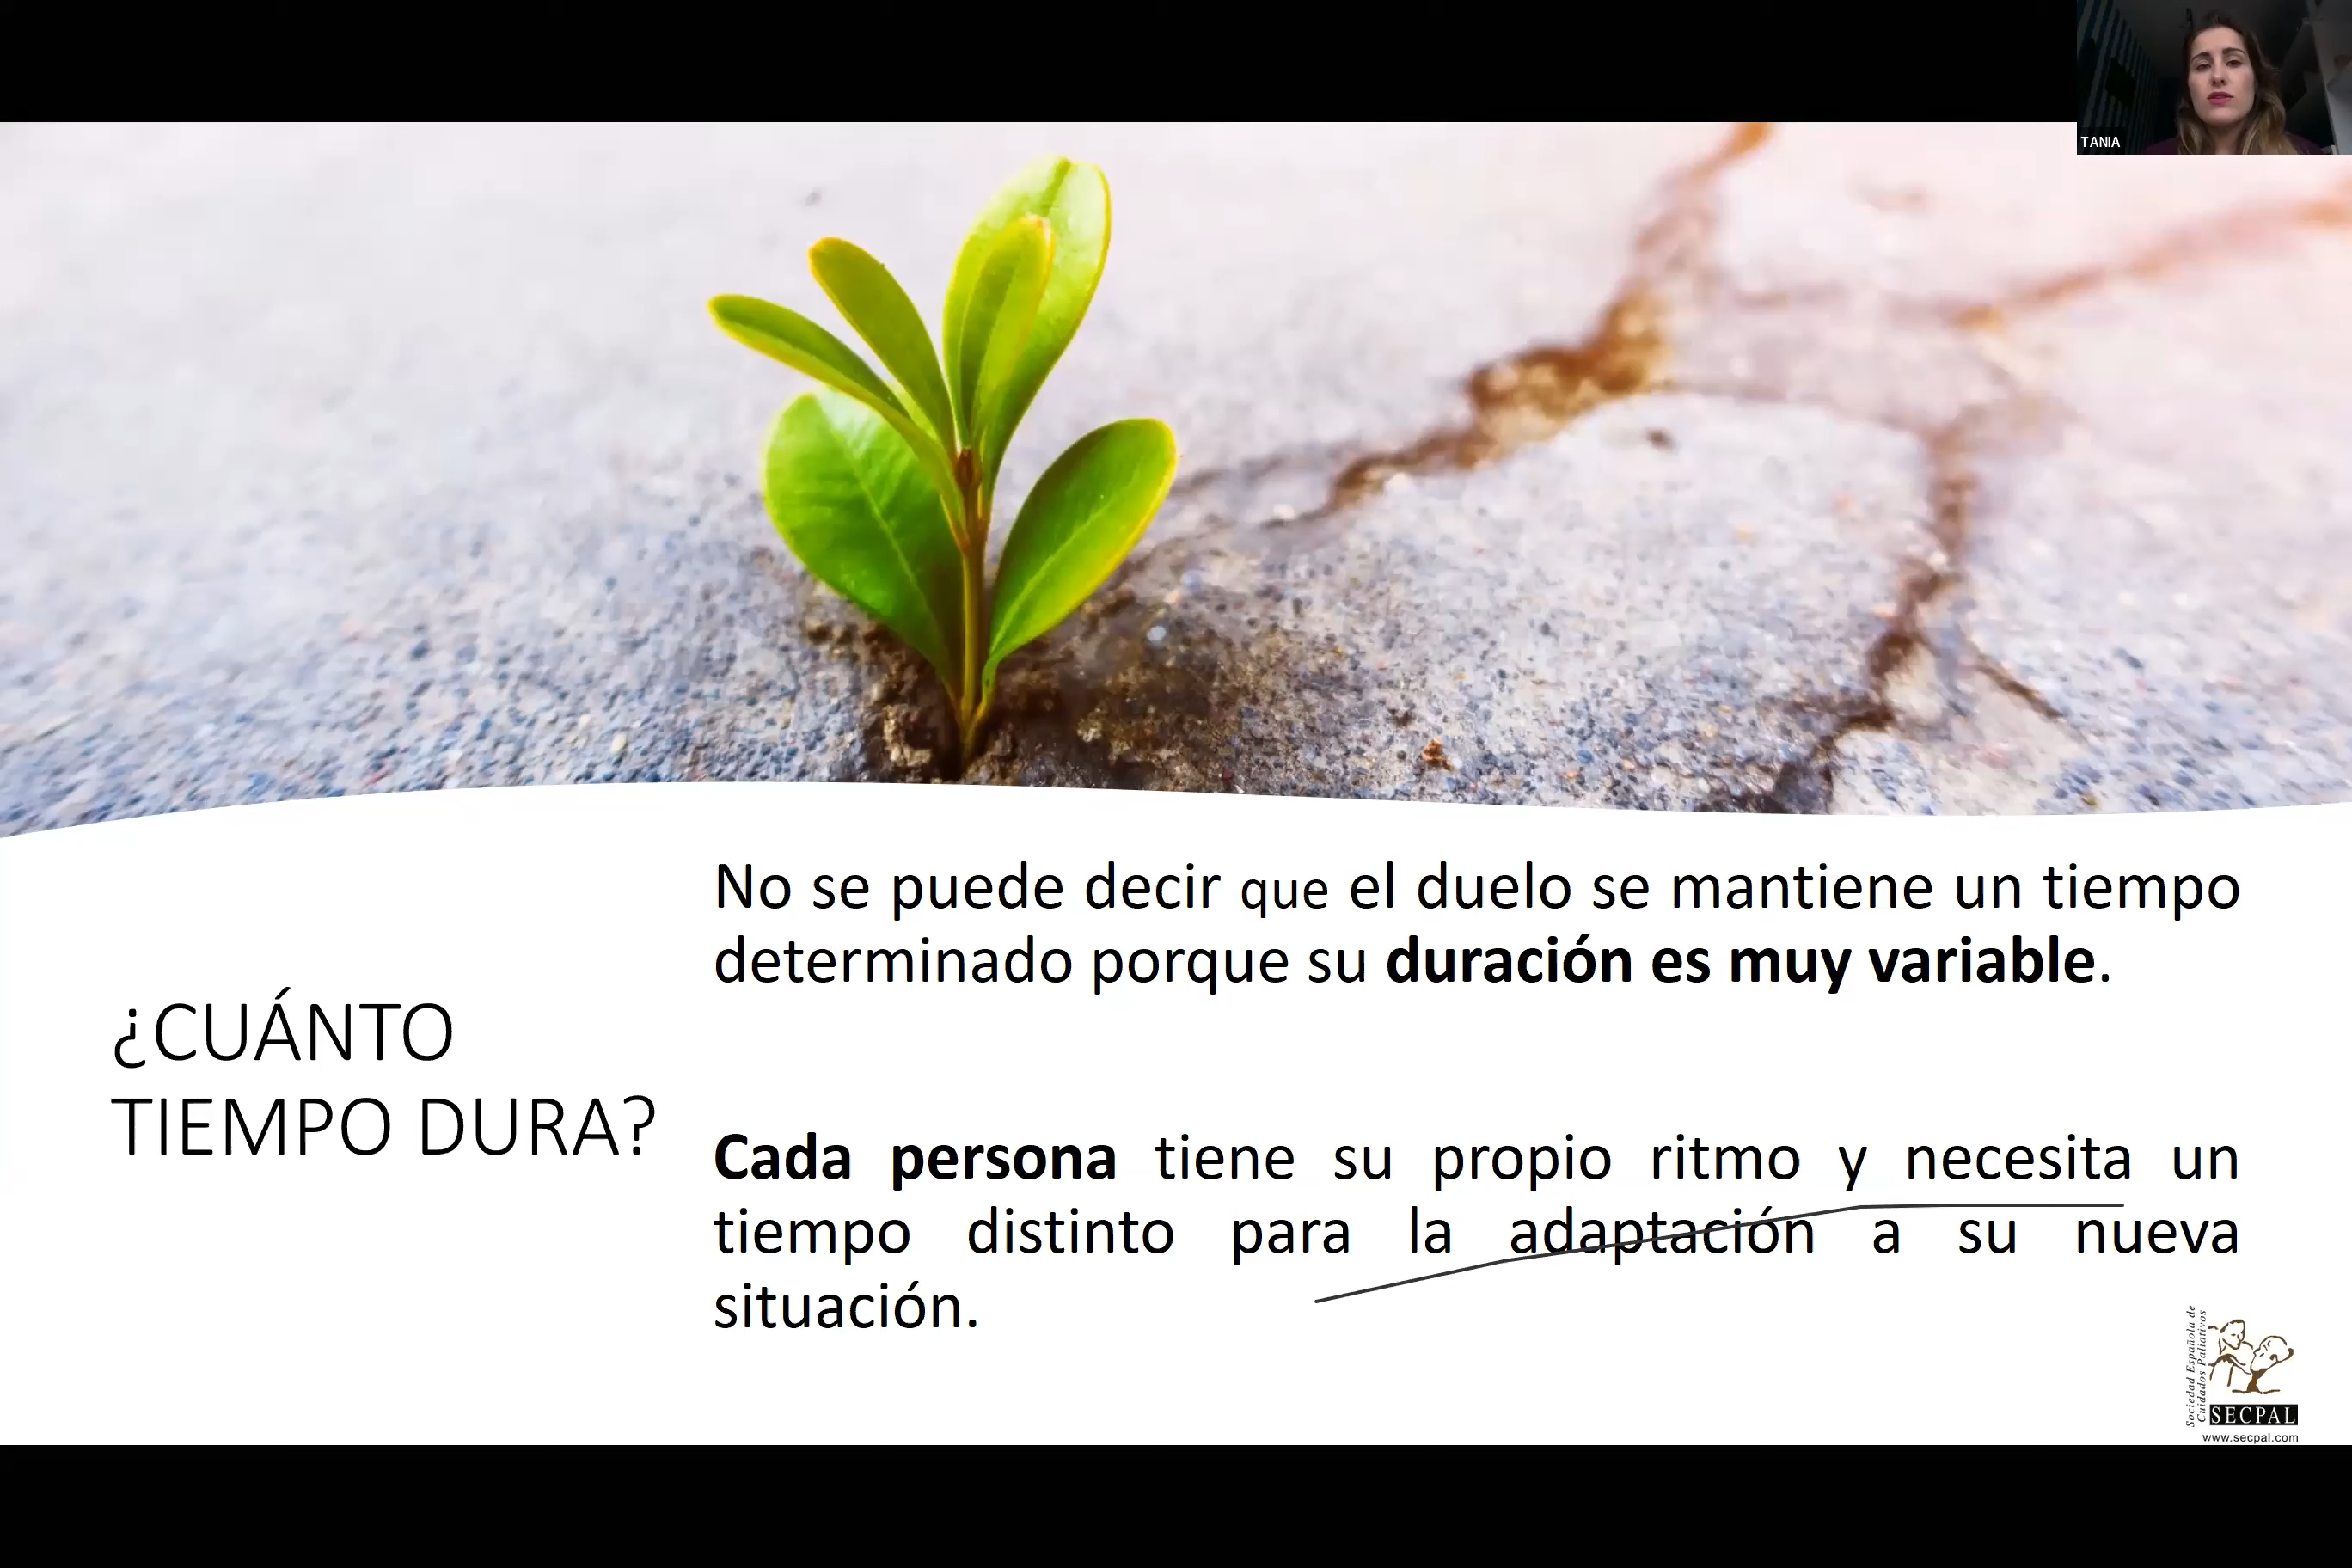 TANIA
¿CUÁNTO
TIEMPO DURA?
No se puede decir que el duelo se mantiene un tiempo
determinado porque su duración es muy variable.
Cada persona tiene su propio ritmo y necesita un
tiempo distinto para la adaptación a su nueva
situación.
Sociedad Española de
Cuidados Paliativos
SECPAL
www.secpal.com